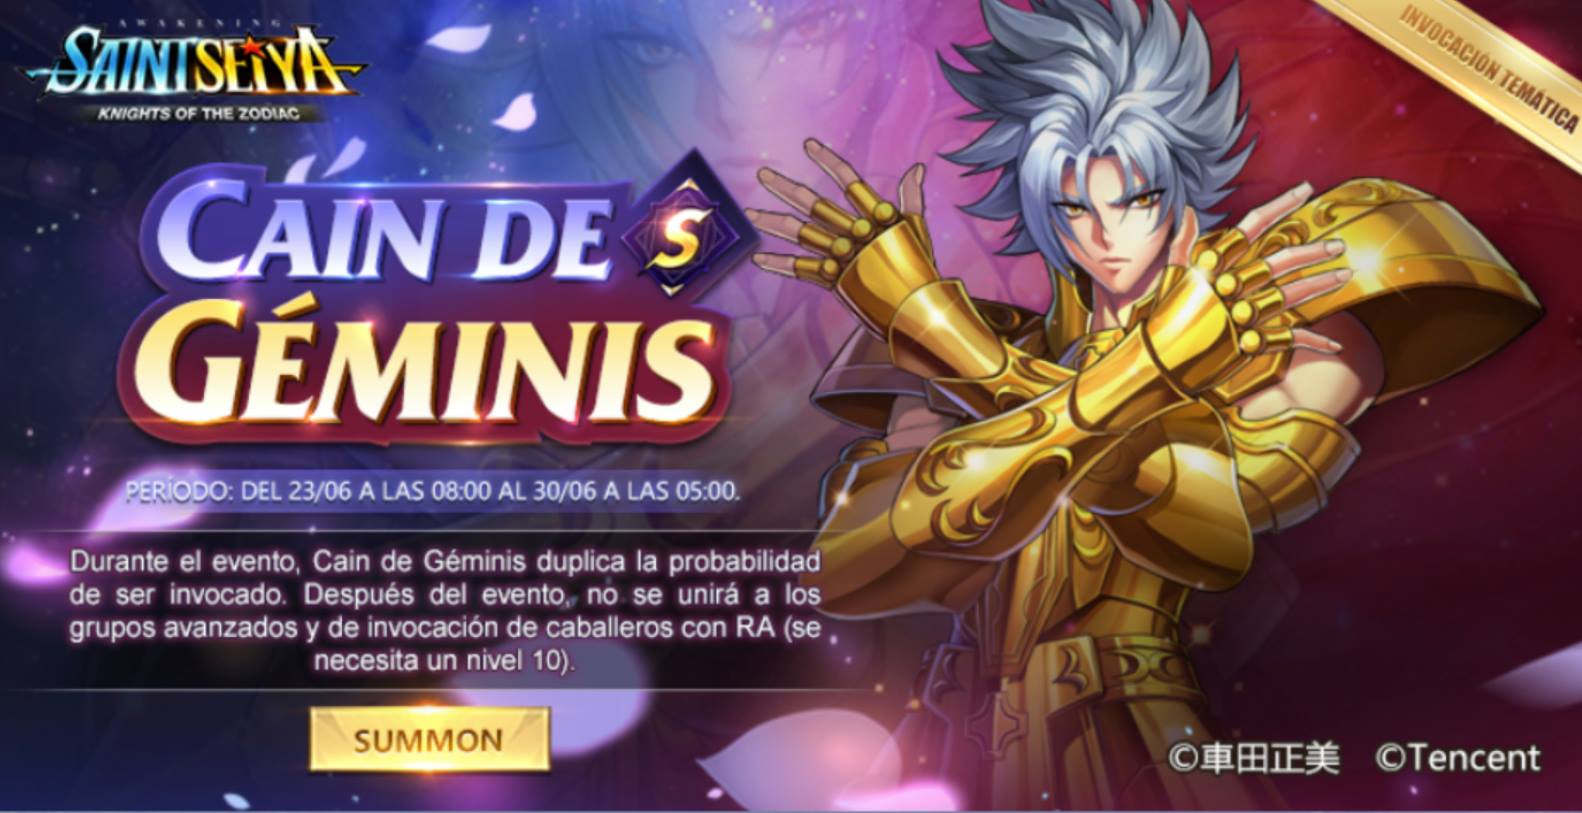 AWAKENING
SAINT SEIYA
KNIGHTS OF THE ZODIAC
INVOCACIÓN TEMÁTICA
CAIN DE S
GÉMINIS
PERÍODO: DEL 23/06 A LAS 08:00 AL 30/06 A LAS 05:00.
Durante el evento, Cain de Géminis duplica la probabilidad
de ser invocado. Después del evento, no se unirá a los
grupos avanzados y de invocación de caballeros con RA (se
necesita un nivel 10).
SUMMON
©車田正美 ©Tencent